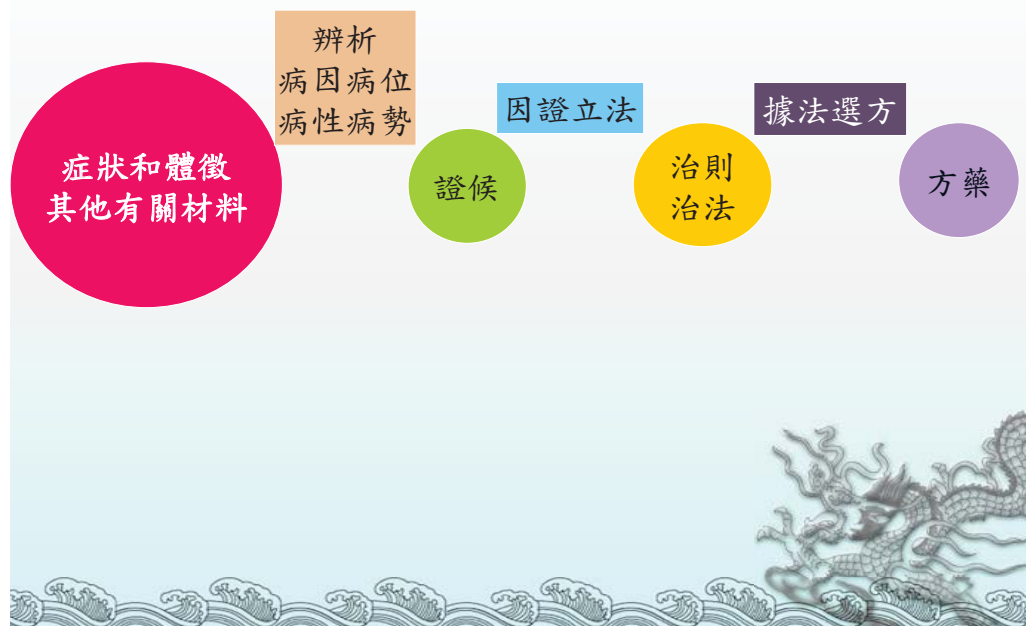 辨析
病因病位
病性病勢
症狀和體徵
其他有關材料
因證立法
證候
據法選方
治則
治法
方藥